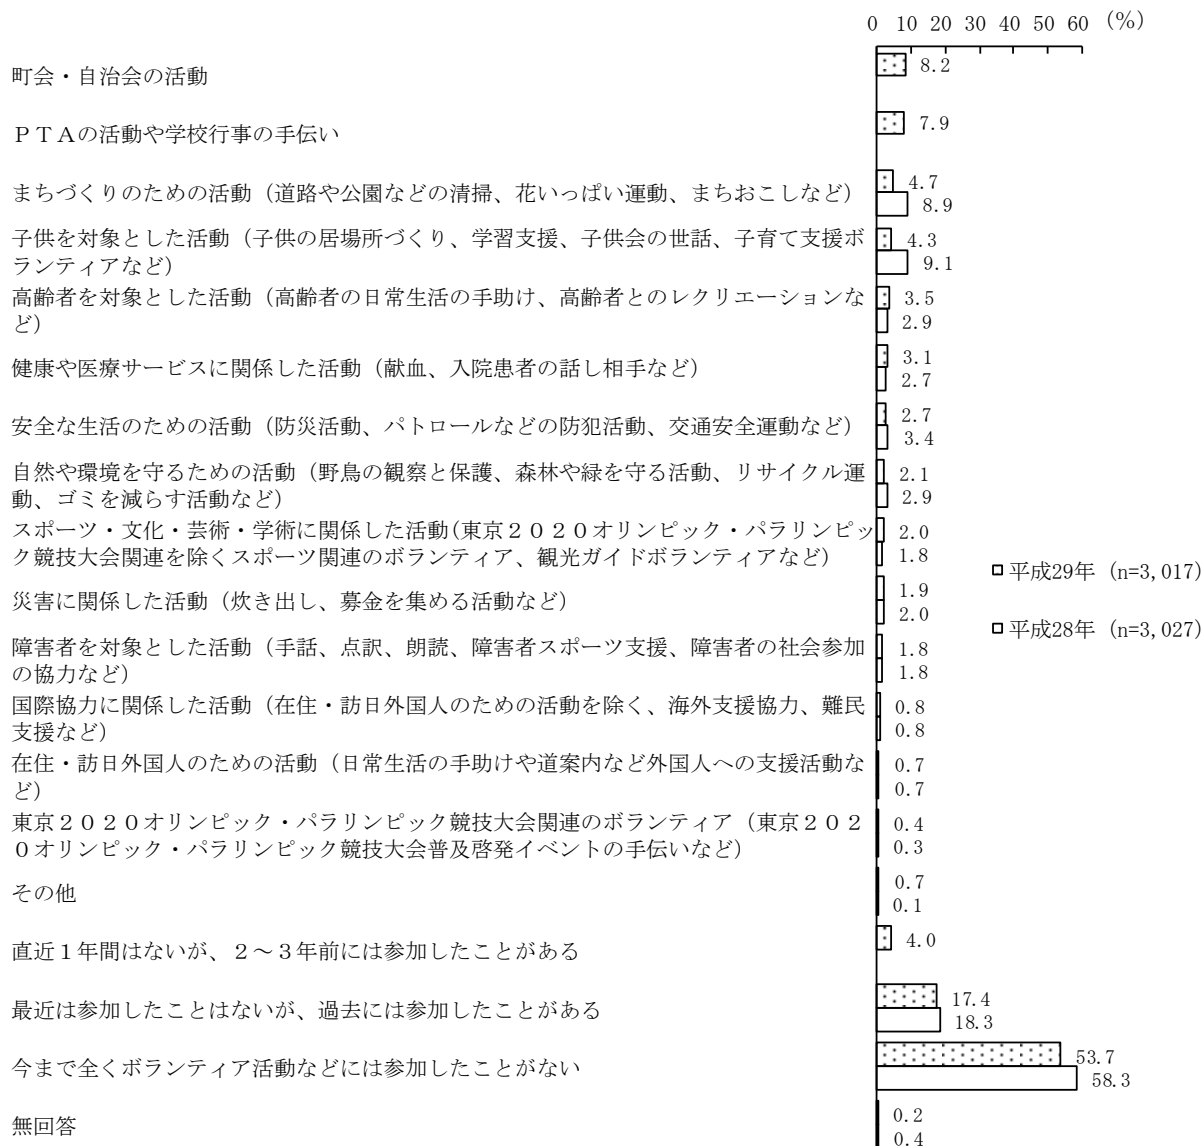 0 10 20 30 40 50 60 (%)
町会・自治会の活動
8.2
ＰＴＡの活動や学校行事の手伝い
7.9
まちづくりのための活動（道路や公園などの清掃、花いっぱい運動、まちおこしなど）
4.7
8.9
子供を対象とした活動（子供の居場所づくり、学習支援、子供会の世話、子育て支援ボ
ランティアなど）
4.3
9.1
高齢者を対象とした活動（高齢者の日常生活の手助け、高齢者とのレクリエーションな
ど）
3.5
2.9
健康や医療サービスに関係した活動（献血、入院患者の話し相手など）
3.1
2.7
安全な生活のための活動（防災活動、パトロールなどの防犯活動、交通安全運動など）
2.7
3.4
自然や環境を守るための活動（野鳥の観察と保護、森林や緑を守る活動、リサイクル運
動、ゴミを減らす活動など）
2.1
2.9
スポーツ・文化・芸術・学術に関係した活動(東京２０２０オリンピック・パラリンピッ
ク競技大会関連を除くスポーツ関連のボランティア、観光ガイドボランティアなど）
2.0
1.8
災害に関係した活動（炊き出し、募金を集める活動など）
1.9
2.0
障害者を対象とした活動（手話、点訳、朗読、障害者スポーツ支援、障害者の社会参加
の協力など）
1.8
1.8
国際協力に関係した活動（在住・訪日外国人のための活動を除く、海外支援協力、難民
支援など）
0.8
0.8
在住・訪日外国人のための活動（日常生活の手助けや道案内など外国人への支援活動な
ど）
0.7
0.7
東京２０２０オリンピック・パラリンピック競技大会関連のボランティア（東京２０２
０オリンピック・パラリンピック競技大会普及啓発イベントの手伝いなど）
0.4
0.3
その他
0.7
0.1
直近１年間はないが、２～３年前には参加したことがある
4.0
最近は参加したことはないが、過去には参加したことがある
17.4
18.3
今まで全くボランティア活動などには参加したことがない
53.7
58.3
無回答
0.2
0.4
平成29年（n=3,017）
平成28年（n=3,027）